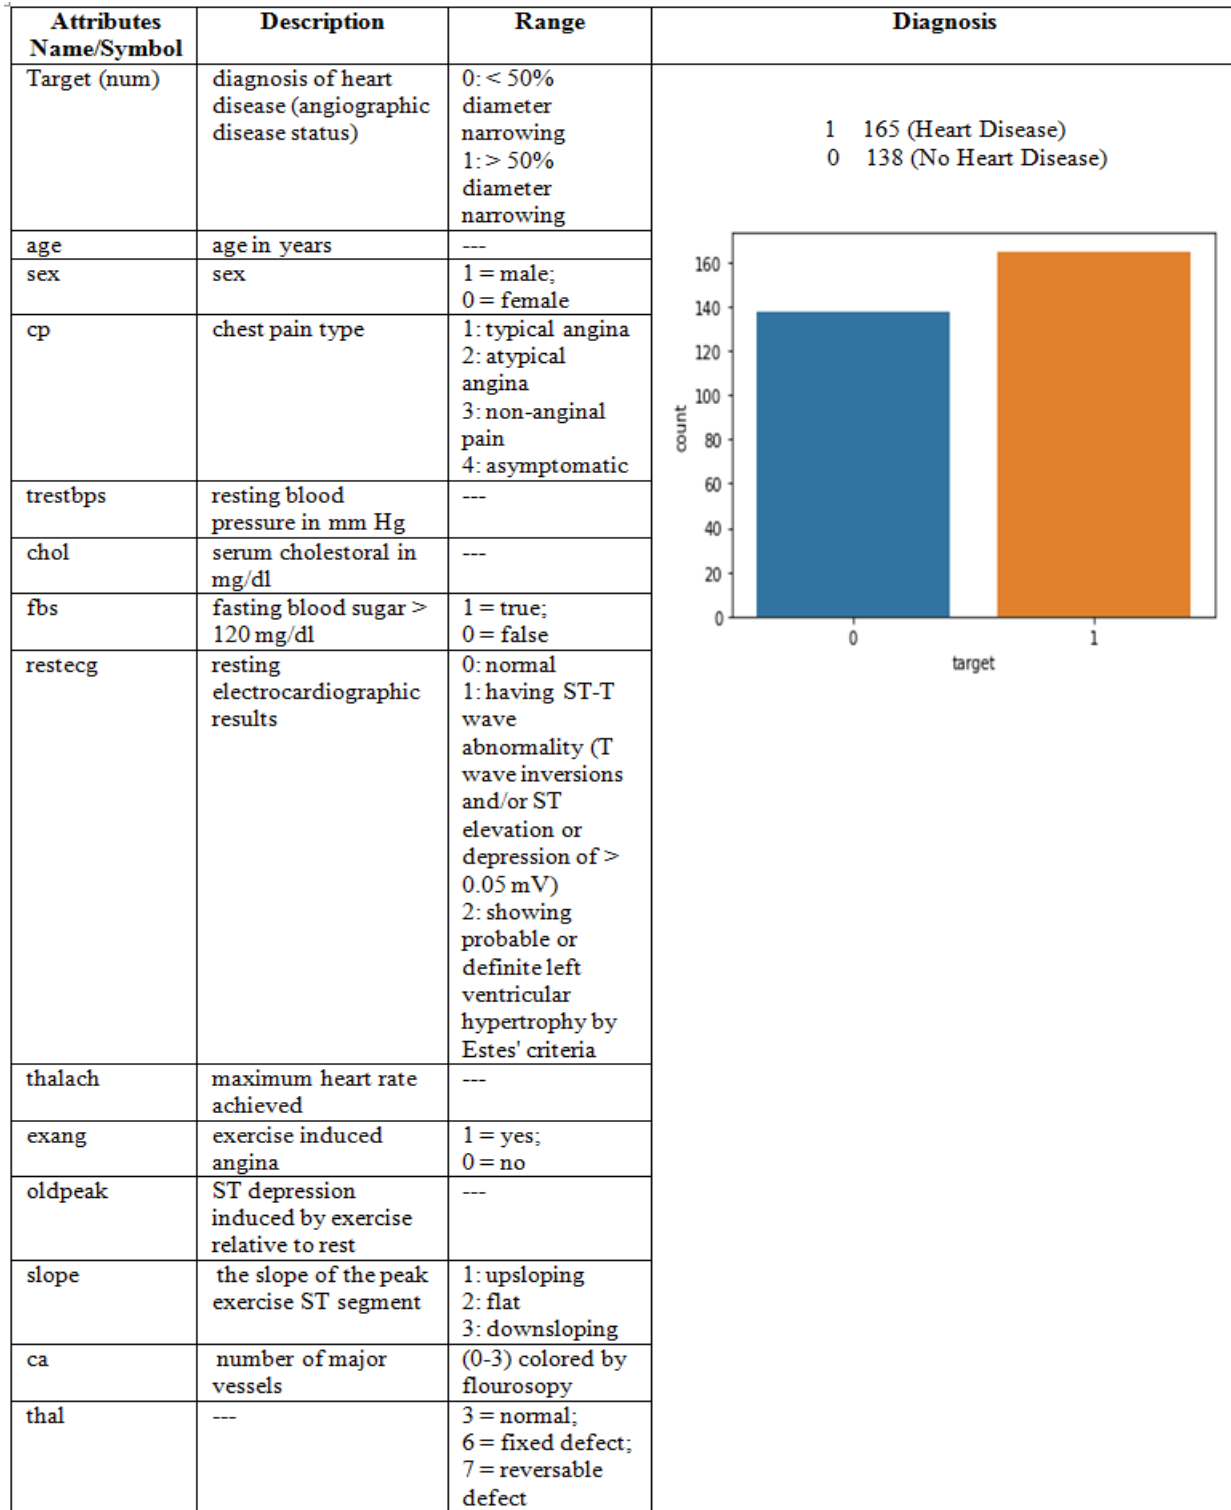 Attributes
Name/Symbol
Description
Range
Diagnosis
Target (num)
diagnosis of heart
disease (angiographic
disease status)
0: < 50%
diameter
narrowing
1: > 50%
diameter
narrowing
1 165 (Heart Disease)
0 138 (No Heart Disease)
age
age in years
---
sex
sex
1 = male;
0 = female
cp
chest pain type
1: typical angina
2: atypical
angina
3: non-anginal
pain
4: asymptomatic
trestbps
resting blood
pressure in mm Hg
---
chol
serum cholestoral in
mg/dl
---
fbs
fasting blood sugar >
120 mg/dl
1 = true;
0 = false
restecg
resting
electrocardiographic
results
0: normal
1: having ST-T
wave
abnormality (T
wave inversions
and/or ST
elevation or
depression of >
0.05 mV)
2: showing
probable or
definite left
ventricular
hypertrophy by
Estes' criteria
thalach
maximum heart rate
achieved
---
exang
exercise induced
angina
1 = yes;
0 = no
oldpeak
ST depression
induced by exercise
relative to rest
---
slope
the slope of the peak
exercise ST segment
1: upsloping
2: flat
3: downsloping
ca
number of major
vessels
(0-3) colored by
flourosopy
thal
---
3 = normal;
6 = fixed defect;
7 = reversable
defect
160
140
120
100
80
60
40
20
0
count
0
1
target